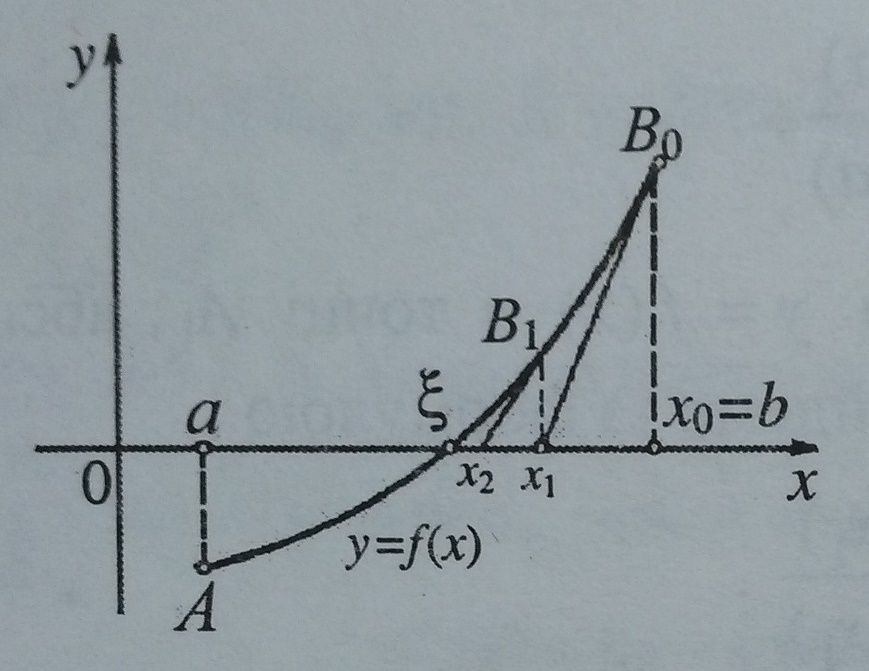 y
B₀
B₁
ξ
a
x₀=b
0
x₂
x₁
x
y=f(x)
A